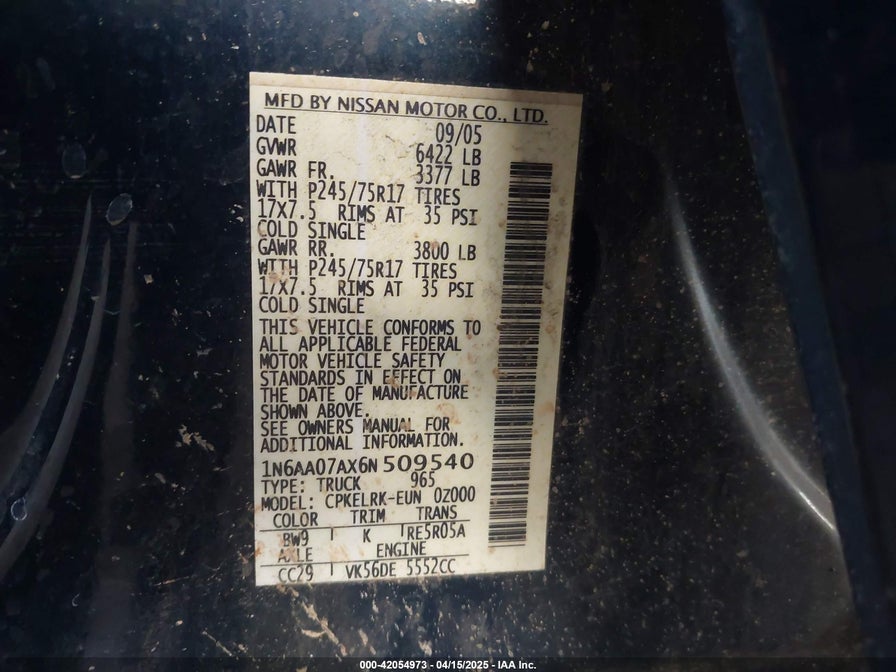 MFD BY NISSAN MOTOR CO., LTD.
DATE 09/05
GVWR 6422 LB
GAWR FR. 3377 LB
WITH P245/75R17 TIRES
17X7.5 RIMS AT 35 PSI
COLD SINGLE
GAWR RR. 3800 LB
WITH P245/75R17 TIRES
17X7.5 RIMS AT 35 PSI
COLD SINGLE
THIS VEHICLE CONFORMS TO
ALL APPLICABLE FEDERAL
MOTOR VEHICLE SAFETY
STANDARDS IN EFFECT ON
THE DATE OF MANUFACTURE
SHOWN ABOVE.
SEE OWNERS MANUAL FOR
ADDITIONAL INFORMATION.
1N6AA07AX6N 509540
TYPE: TRUCK 965
MODEL: CPKELRK-EUN 0Z000
COLOR TRIM TRANS
BW9 K RE5R05A
AXLE ENGINE
CC29 VK56DE 5552CC
000-42054973 - 04/15/2025 - IAA Inc.